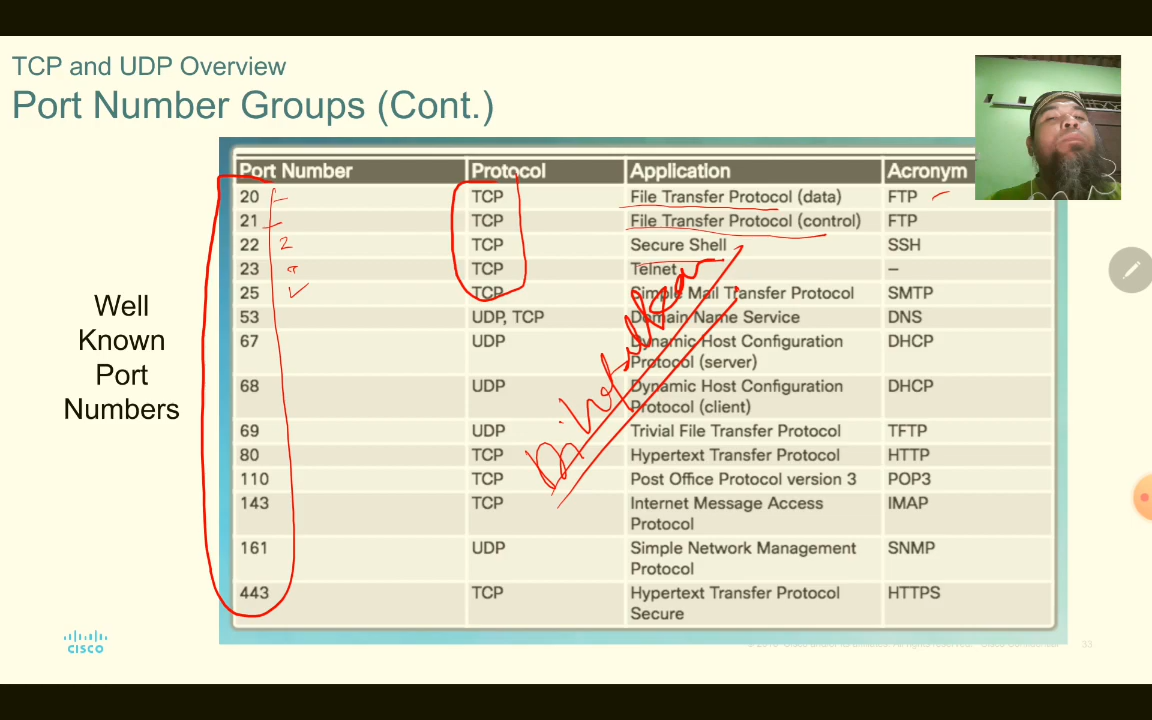 TCP and UDP Overview
Port Number Groups (Cont.)
Well
Known
Port
Numbers
Port Number Protocol Application Acronym
20 TCP File Transfer Protocol (data) FTP
21 TCP File Transfer Protocol (control) FTP
22 TCP Secure Shell SSH
23 TCP Telnet –
25 TCP Simple Mail Transfer Protocol SMTP
53 UDP, TCP Domain Name Service DNS
67 UDP Dynamic Host Configuration
Protocol (server) DHCP
68 UDP Dynamic Host Configuration
Protocol (client) DHCP
69 UDP Trivial File Transfer Protocol TFTP
80 TCP Hypertext Transfer Protocol HTTP
110 TCP Post Office Protocol version 3 POP3
143 TCP Internet Message Access
Protocol IMAP
161 UDP Simple Network Management
Protocol SNMP
443 TCP Hypertext Transfer Protocol
Secure HTTPS
Dihafalkan
CISCO
33